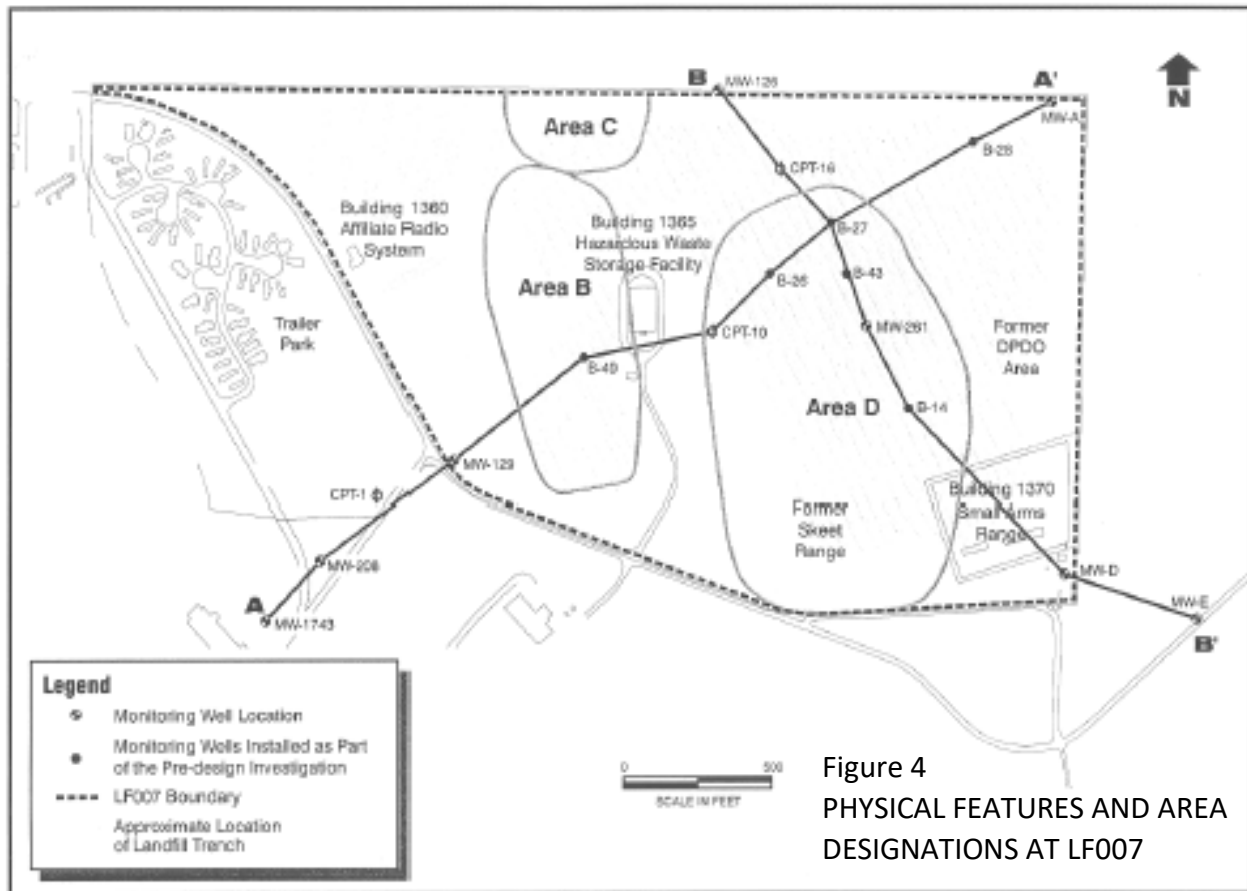 B
MW-126
A'
MW-A
N
Area C
B-28
CPT-16
Building 1360
Affiliate Radio
System
Building 1365
Hazardous Waste
Storage Facility
B-27
Area B
B-26
B-43
Trailer
Park
CPT-10
MW-261
Former
DPDO
Area
B-49
Area D
B-14
MW-129
CPT-1
Building 1370
Small Arms
Range
Former
Skeet
Range
MW-208
MW-D
A
MW-1743
MW-E
B'
Legend
Monitoring Well Location
Monitoring Wells Installed as Part
of the Pre-design Investigation
LF007 Boundary
Approximate Location
of Landfill Trench
0 500
SCALE IN FEET
Figure 4
PHYSICAL FEATURES AND AREA
DESIGNATIONS AT LF007